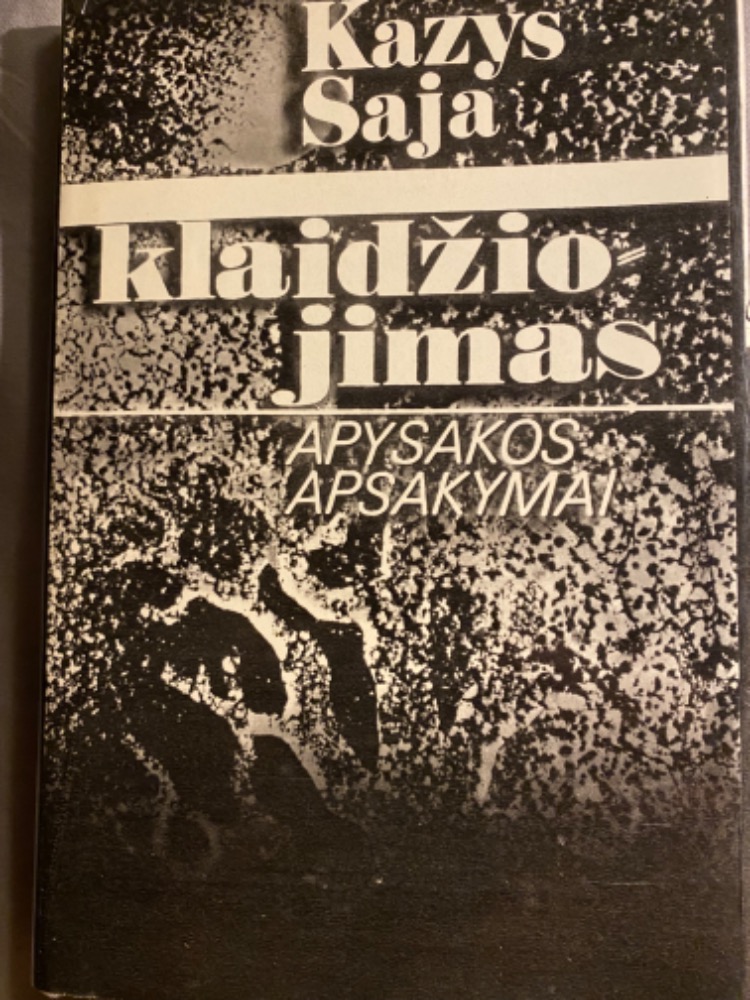 Kazys
Saja
klaidžio-
jimas
APYSAKOS
APSAKYMAI